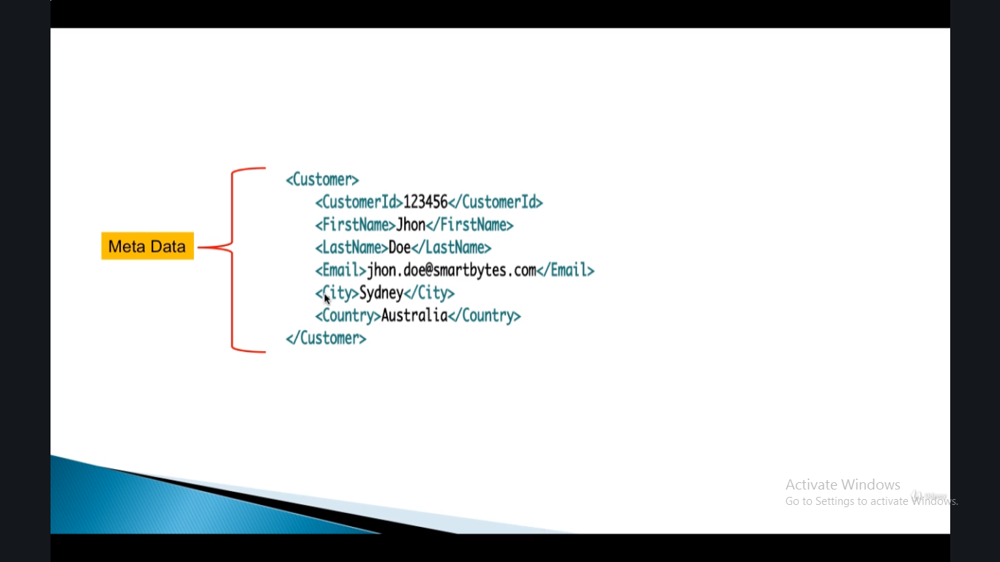 Meta Data
<Customer>
<CustomerId>123456</CustomerId>
<FirstName>Jhon</FirstName>
<LastName>Doe</LastName>
<Email>jhon.doe@smartbytes.com</Email>
<City>Sydney</City>
<Country>Australia</Country>
</Customer>
Activate Windows
Go to Settings to activate Windows.